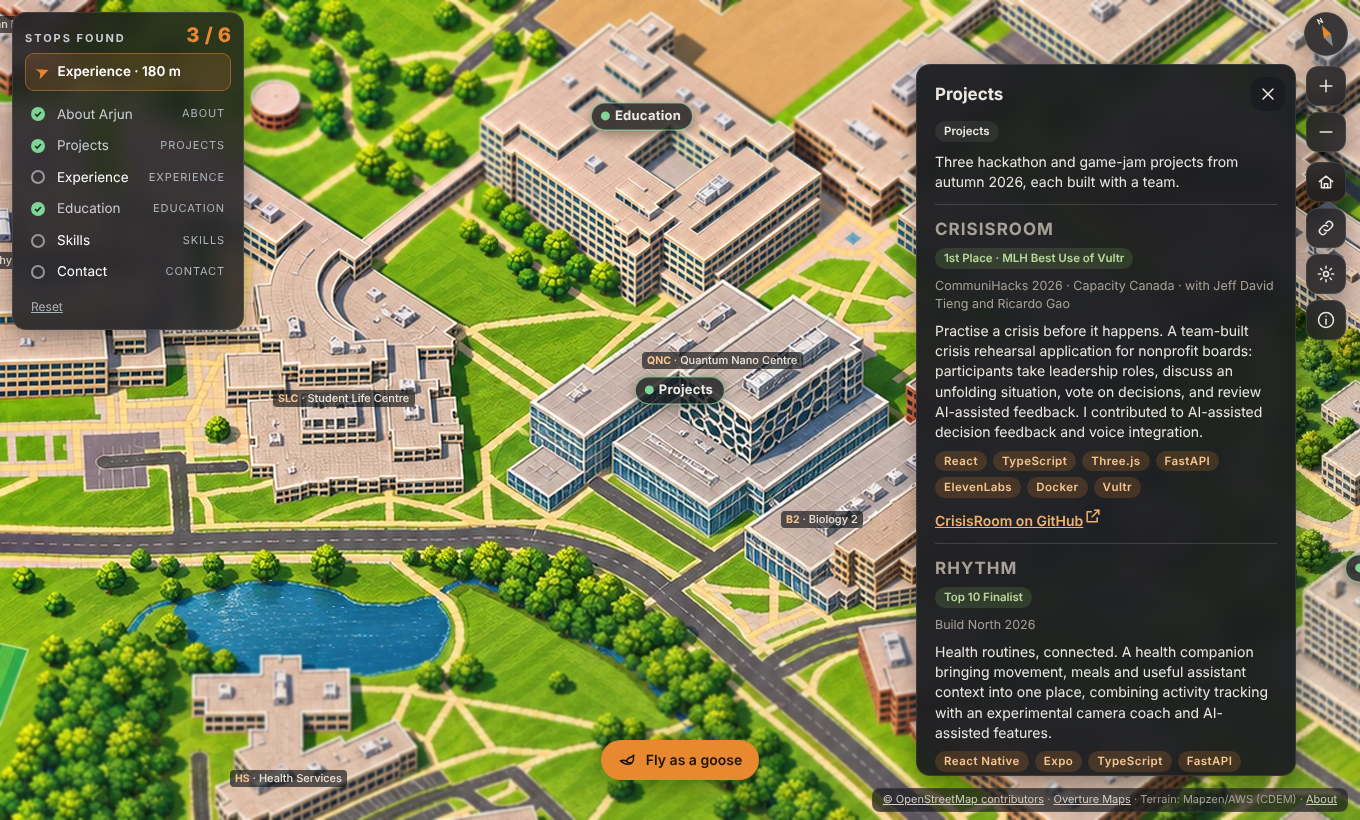 STOPS FOUND 3 / 6
Experience · 180 m
About Arjun ABOUT
Projects PROJECTS
Experience EXPERIENCE
Education EDUCATION
Skills SKILLS
Contact CONTACT
Reset
Education
QNC · Quantum Nano Centre
Projects
SLC · Student Life Centre
B2 · Biology 2
HS · Health Services
Fly as a goose
N
Projects
Projects
Three hackathon and game-jam projects from
autumn 2026, each built with a team.
CRISISROOM
1st Place · MLH Best Use of Vultr
CommuniHacks 2026 · Capacity Canada · with Jeff David
Tieng and Ricardo Gao
Practise a crisis before it happens. A team-built
crisis rehearsal application for nonprofit boards:
participants take leadership roles, discuss an
unfolding situation, vote on decisions, and review
AI-assisted feedback. I contributed to AI-assisted
decision feedback and voice integration.
React TypeScript Three.js FastAPI
ElevenLabs Docker Vultr
CrisisRoom on GitHub
RHYTHM
Top 10 Finalist
Build North 2026
Health routines, connected. A health companion
bringing movement, meals and useful assistant
context into one place, combining activity tracking
with an experimental camera coach and AI-
assisted features.
React Native Expo TypeScript FastAPI
© OpenStreetMap contributors · Overture Maps · Terrain: Mapzen/AWS (CDEM) · About